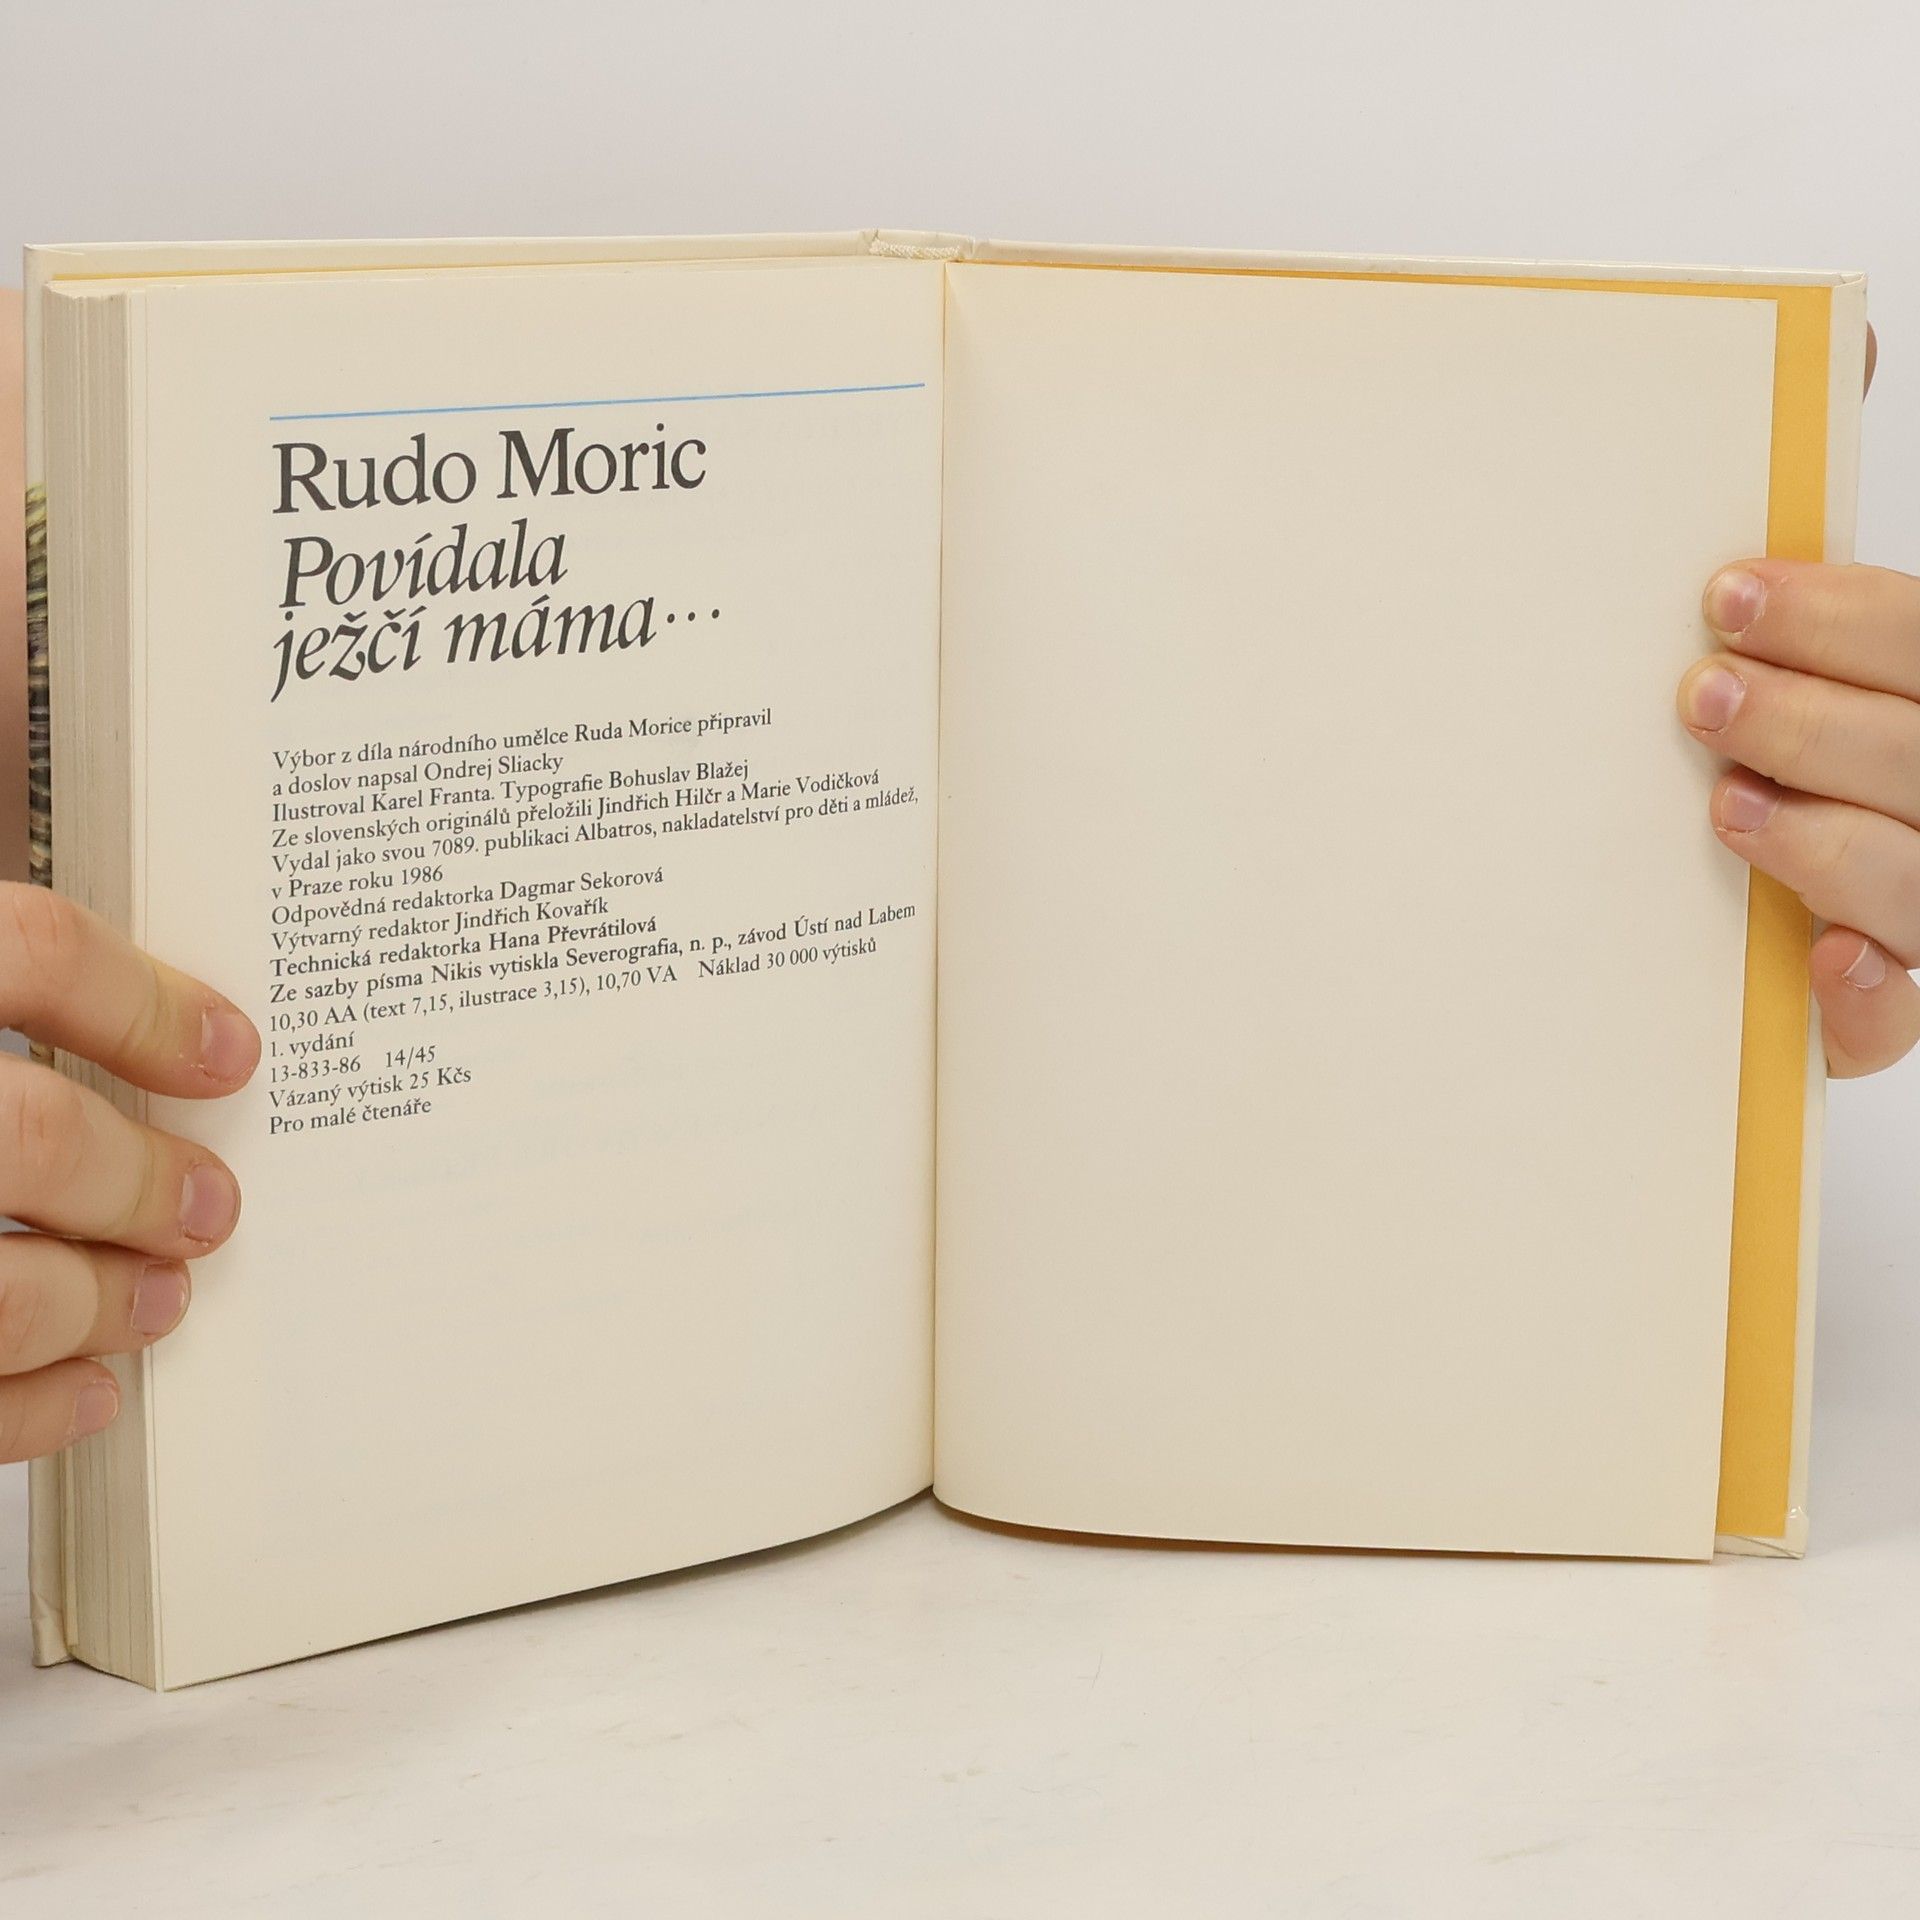 Rudo Moric
Povídala
ježčí máma...
Výbor z díla národního umělce Ruda Morice připravil
a doslov napsal Ondrej Sliacky
Ilustroval Karel Franta. Typografie Bohuslav Blažej
Ze slovenských originálů přeložili Jindřich Hilčr a Marie Vodičková
Vydal jako svou 7089. publikaci Albatros, nakladatelství pro děti a mládež,
v Praze roku 1986
Odpovědná redaktorka Dagmar Sekorová
Výtvarný redaktor Jindřich Kovařík
Technická redaktorka Hana Převrátilová
Ze sazby písma Nikis vytiskla Severografia, n. p., závod Ústí nad Labem
10,30 AA (text 7,15, ilustrace 3,15), 10,70 VA Náklad 30 000 výtisků
1. vydání
13-833-86 14/45
Vázaný výtisk 25 Kčs
Pro malé čtenáře